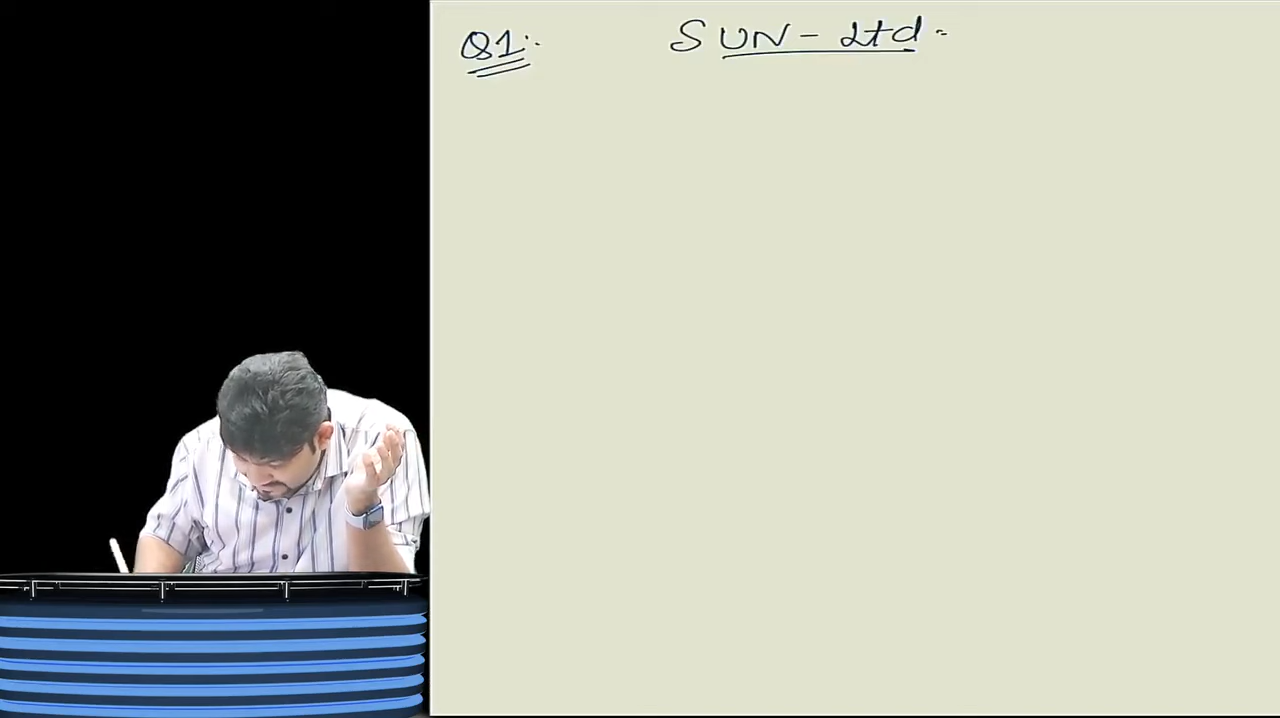 Q1:. SUN - Ltd =